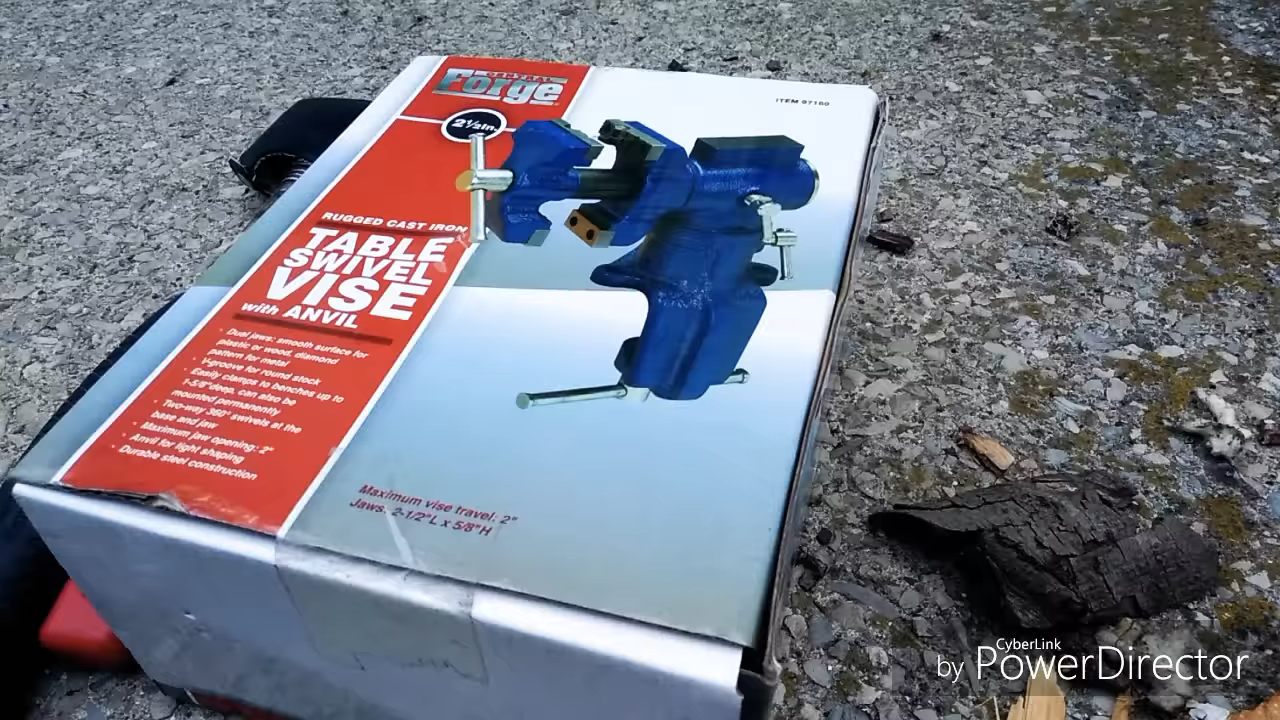 CENTRAL
Forge
ITEM 97160
2½in.
RUGGED CAST IRON
TABLE
SWIVEL
VISE
with ANVIL
· Dual jaws: smooth surface for
plastic or wood, diamond
pattern for metal
· V-groove for round stock
· Easily clamps to benches up to
1-5/8" deep, can also be
mounted permanently
· Two-way 360° swivels at the
base and jaw
· Maximum jaw opening: 2"
· Anvil for light shaping
· Durable steel construction
Maximum vise travel: 2"
Jaws: 2-1/2"L x 5/8"H
CyberLink
by PowerDirector